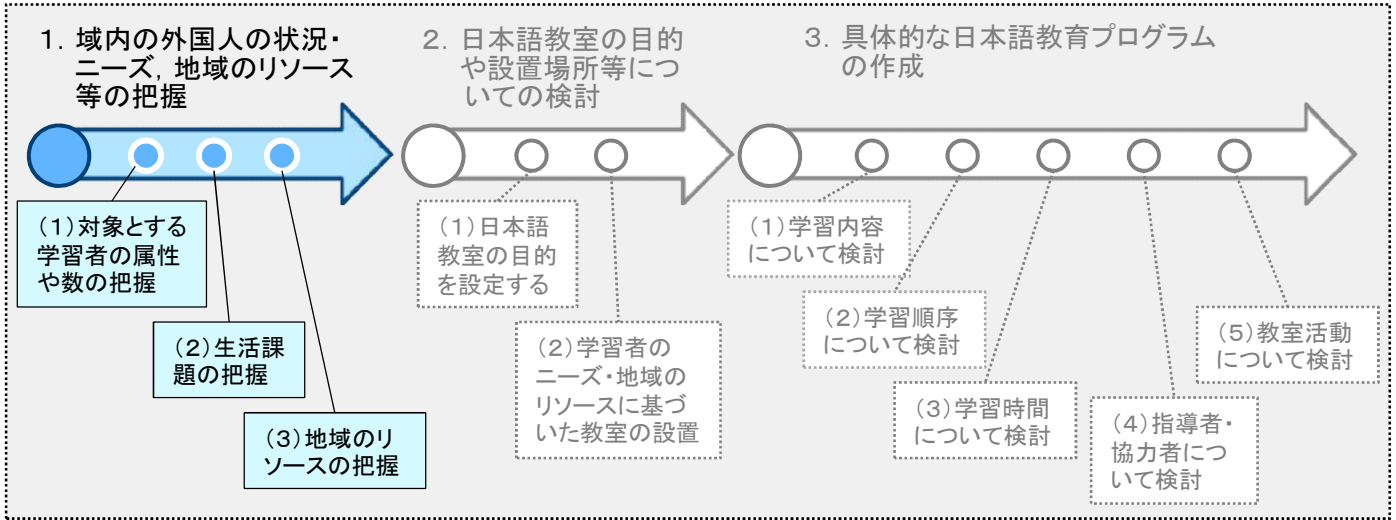 1．域内の外国人の状況・
ニーズ，地域のリソース
等の把握
(1)対象とする
学習者の属性
や数の把握
(2)生活課
題の把握
(3)地域のリ
ソースの把握
2．日本語教室の目的
や設置場所等につ
いての検討
(1)日本語
教室の目的
を設定する
(2)学習者の
ニーズ・地域の
リソースに基づ
いた教室の設置
3．具体的な日本語教育プログラム
の作成
(1)学習内容
について検討
(2)学習順序
について検討
(3)学習時間
について検討
(4)指導者・
協力者につ
いて検討
(5)教室活動
について検討